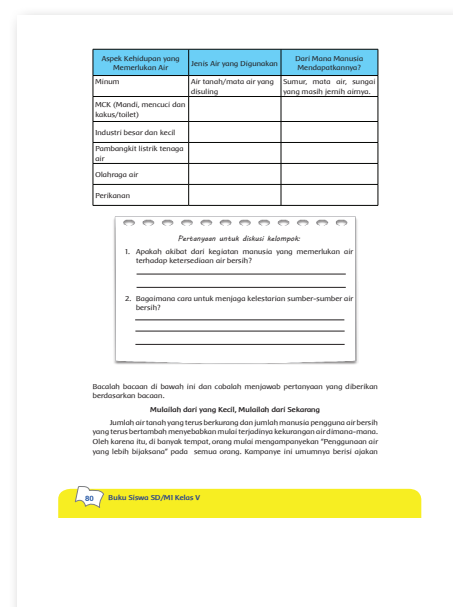 Aspek Kehidupan yang
Memerlukan Air
Jenis Air yang Digunakan
Dari Mana Manusia
Mendapatkannya?
Minum
Air tanah/mata air yang
disuling
Sumur, mata air, sungai
yang masih jernih airnya.
MCK (Mandi, mencuci dan
kakus/toilet)
Industri besar dan kecil
Pambangkit listrik tenaga
air
Olahraga air
Perikanan
Pertanyaan untuk diskusi kelompok:
1. Apakah akibat dari kegiatan manusia yang memerlukan air
terhadap ketersediaan air bersih?
2. Bagaimana cara untuk menjaga kelestarian sumber-sumber air
bersih?
Bacalah bacaan di bawah ini dan cobalah menjawab pertanyaan yang diberikan
berdasarkan bacaan.
Mulailah dari yang Kecil, Mulailah dari Sekarang
Jumlah air tanah yang terus berkurang dan jumlah manusia pengguna air bersih
yang terus bertambah menyebabkan mulai terjadinya kekurangan air dimana-mana.
Oleh karena itu, di banyak tempat, orang mulai mengampanyekan "Penggunaan air
yang lebih bijaksana" pada semua orang. Kampanye ini umumnya berisi ajakan
80 Buku Siswa SD/MI Kelas V